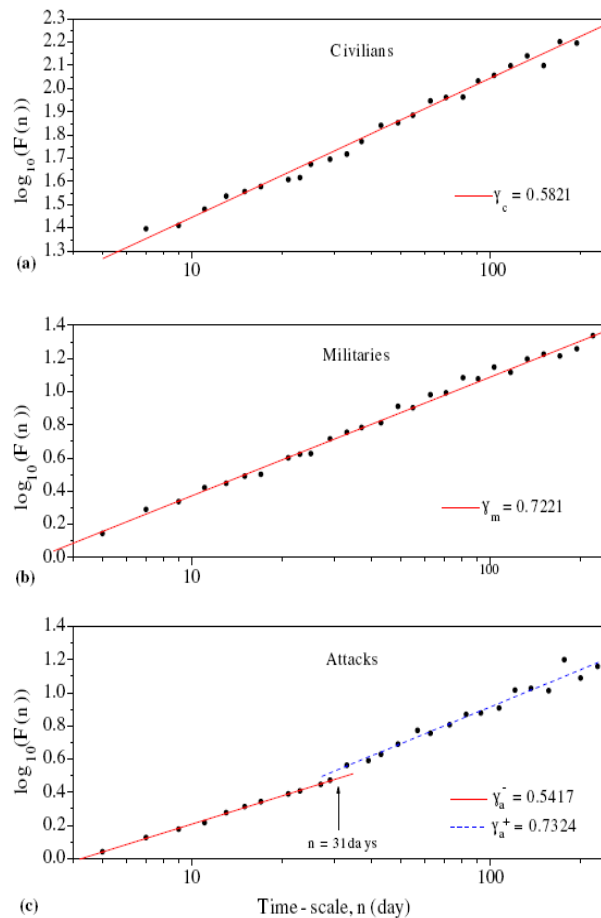 2.3
2.2
2.1
2.0
1.9
1.8
1.7
1.6
1.5
1.4
1.3
log10(F(n))
Civilians
γc = 0.5821
(a)
10
100
1.4
1.2
1.0
0.8
0.6
0.4
0.2
0.0
log10(F(n))
Militaries
γm = 0.7221
(b)
10
100
1.4
1.2
1.0
0.8
0.6
0.4
0.2
0.0
log10(F(n))
Attacks
n = 31days
γa- = 0.5417
γa+ = 0.7324
10
100
(c)
Time-scale, n (day)